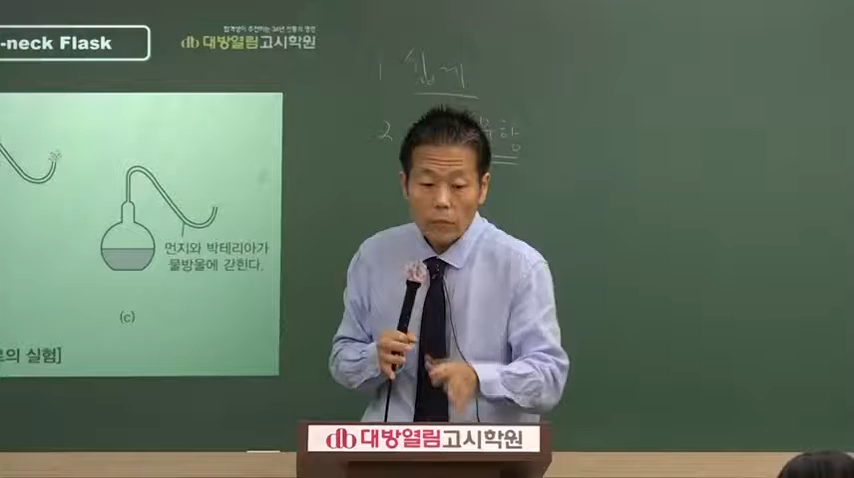 -neck Flask
합격생이 추천하는 34년 전통의 명문
db 대방열림고시학원
1 쉽게
2
먼지와 박테리아가
물방울에 갇힌다.
(c)
의 실험]
db 대방열림고시학원